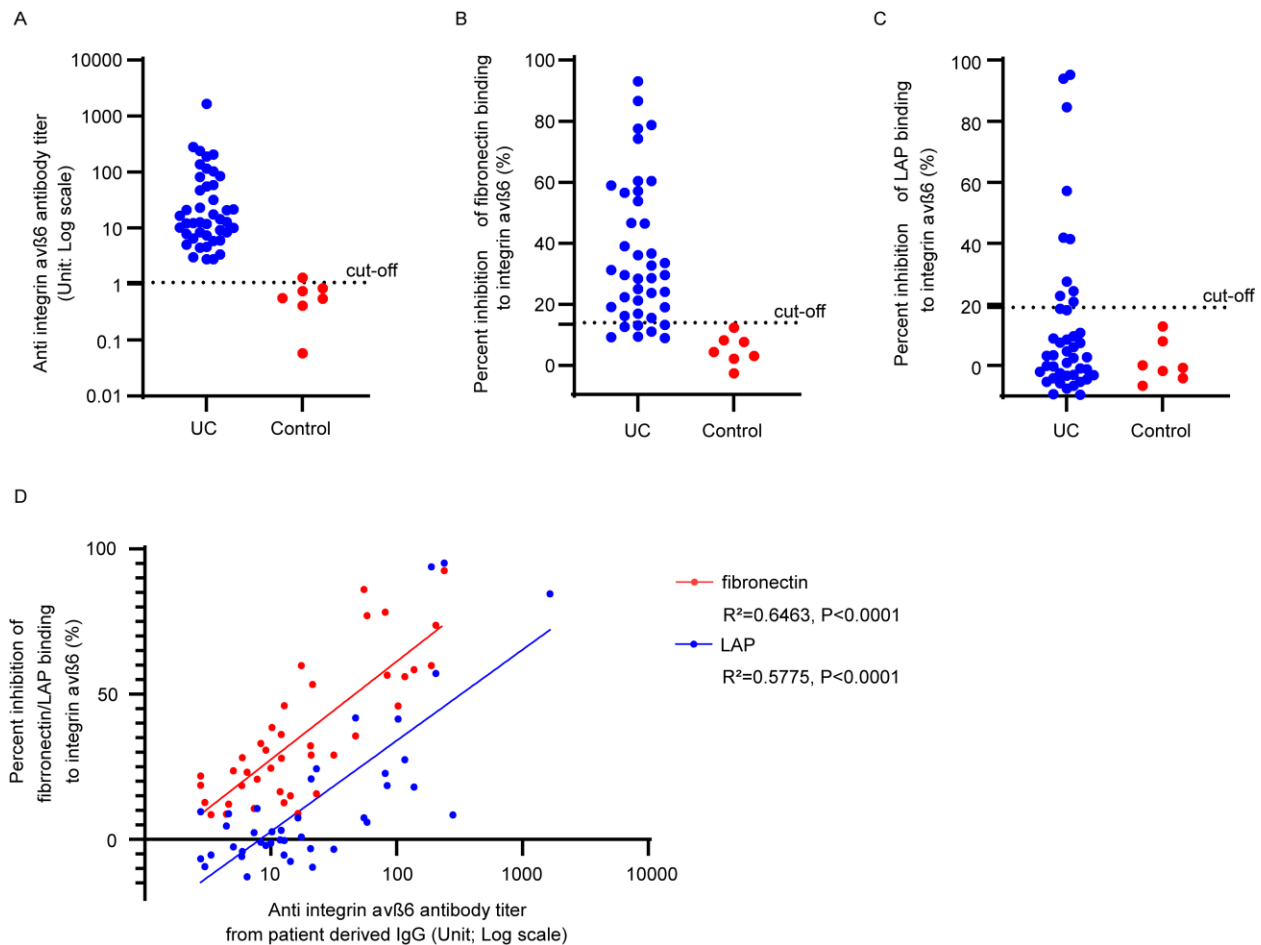 A
Anti integrin avß6 antibody titer
(Unit: Log scale)
10000
1000
100
10
1
0.1
0.01
cut-off
UC
Control
B
Percent inhibition of fibronectin binding
to integrin avß6 (%)
100
80
60
40
20
0
cut-off
UC
Control
C
Percent inhibition of LAP binding
to integrin avß6 (%)
100
80
60
40
20
0
cut-off
UC
Control
D
Percent inhibition of
fibrronectin/LAP binding
to integrin avß6 (%)
100
50
0
10
100
1000
10000
Anti integrin avß6 antibody titer
from patient derived IgG (Unit; Log scale)
fibronectin
R²=0.6463, P<0.0001
LAP
R²=0.5775, P<0.0001